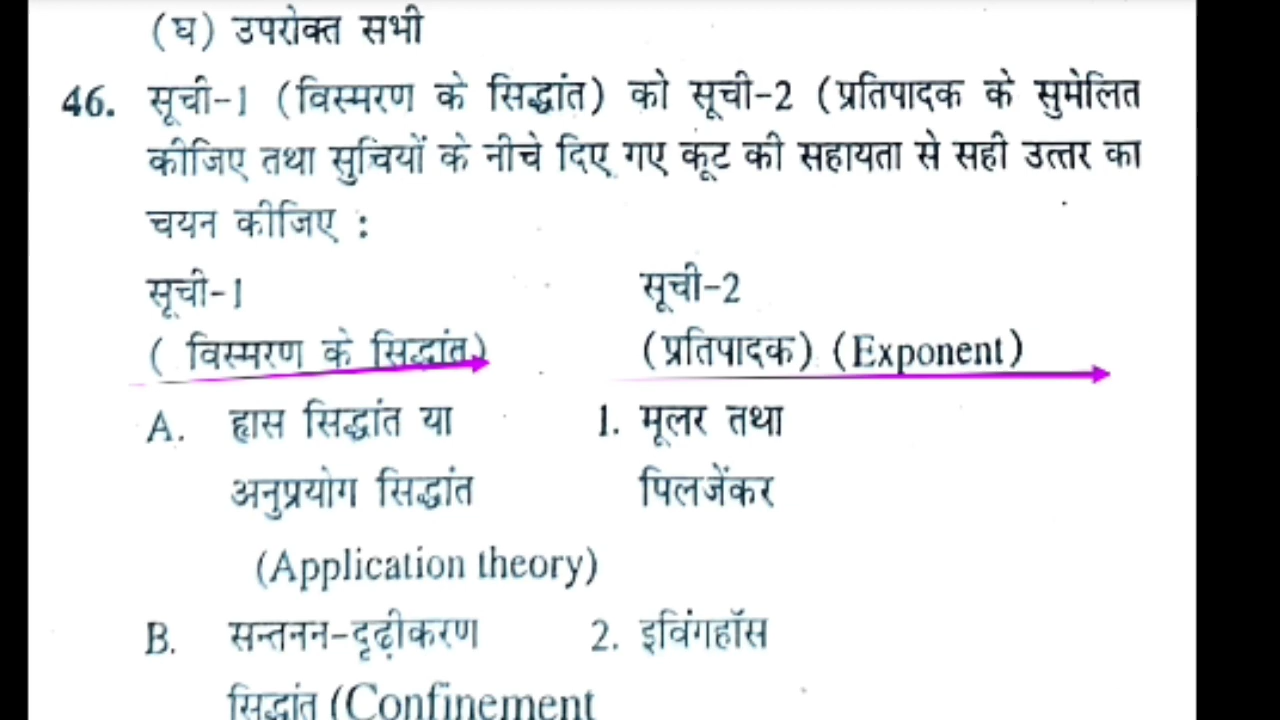 (घ) उपरोक्त सभी
46. सूची-1 (विस्मरण के सिद्धांत) को सूची-2 (प्रतिपादक के सुमेलित
कीजिए तथा सुचियों के नीचे दिए गए कूट की सहायता से सही उत्तर का
चयन कीजिए :
सूची-1 सूची-2
( विस्मरण के सिद्धांत) (प्रतिपादक) (Exponent)
A. ह्रास सिद्धांत या 1. मूलर तथा
अनुप्रयोग सिद्धांत पिलजेंकर
(Application theory)
B. सन्तनन-दृढ़ीकरण 2. इविंगहॉस
सिद्धांत (Confinement